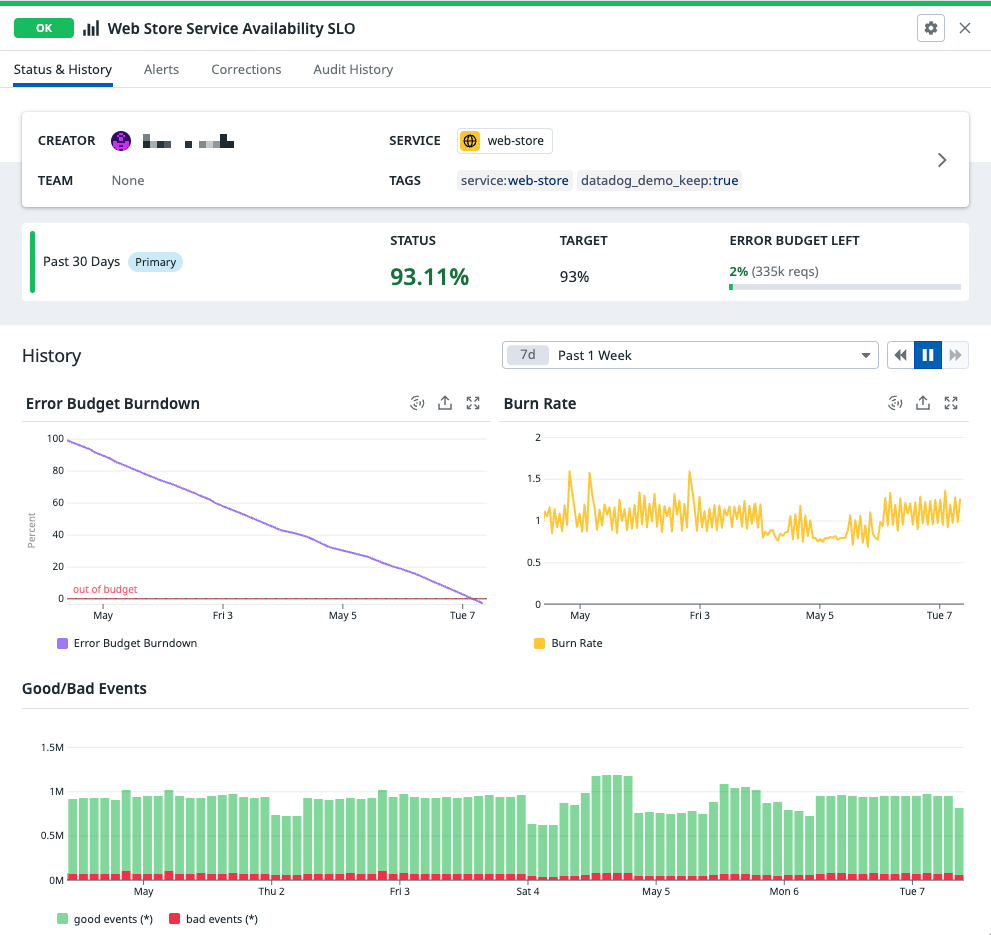 OK Web Store Service Availability SLO
Status & History Alerts Corrections Audit History
CREATOR SERVICE web-store
TEAM None TAGS service:web-store datadog_demo_keep:true
STATUS TARGET ERROR BUDGET LEFT
Past 30 Days Primary 93.11% 93% 2% (335k reqs)
History 7d Past 1 Week
Error Budget Burndown
100
80
60
40
20
0
Percent
out of budget
May Fri 3 May 5 Tue 7
Error Budget Burndown
Burn Rate
2
1.5
1
0.5
0
May Fri 3 May 5 Tue 7
Burn Rate
Good/Bad Events
1.5M
1M
0.5M
0M
May Thu 2 Fri 3 Sat 4 May 5 Mon 6 Tue 7
good events (*) bad events (*)